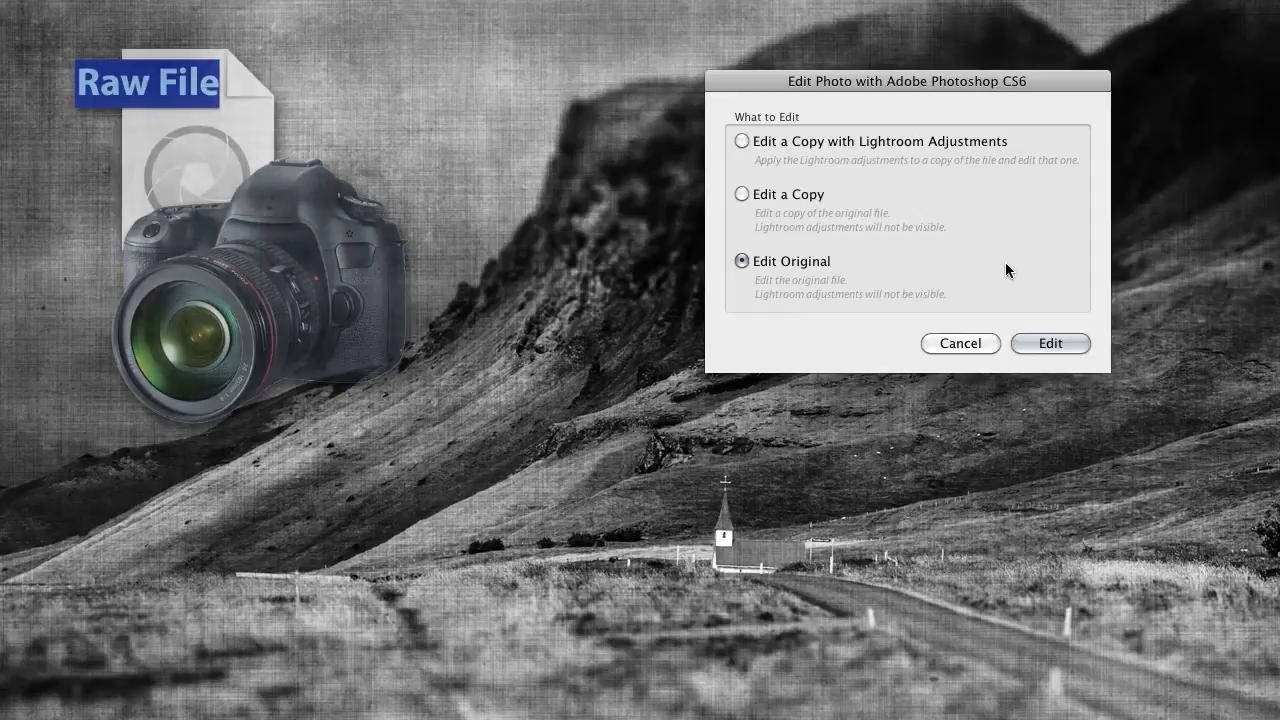 Raw File
Edit Photo with Adobe Photoshop CS6
What to Edit
Edit a Copy with Lightroom Adjustments
Apply the Lightroom adjustments to a copy of the file and edit that one.
Edit a Copy
Edit a copy of the original file.
Lightroom adjustments will not be visible.
Edit Original
Edit the original file.
Lightroom adjustments will not be visible.
Cancel
Edit